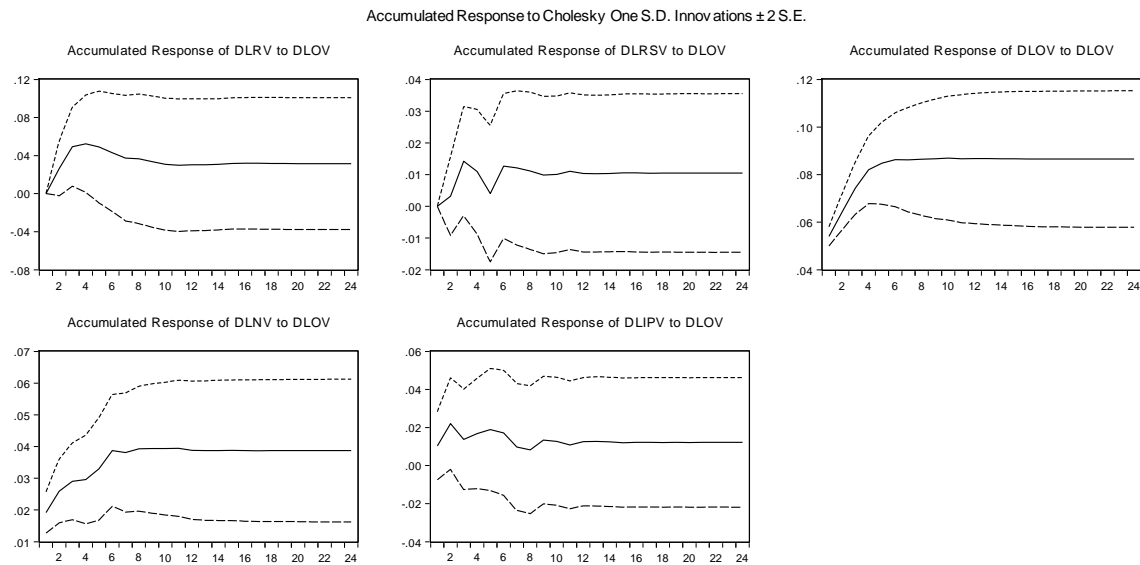 Accumulated Response to Cholesky One S.D. Innovations ± 2 S.E.
Accumulated Response of DLRV to DLOV
.12
.08
.04
.00
-.04
-.08
2 4 6 8 10 12 14 16 18 20 22 24
Accumulated Response of DLRSV to DLOV
.04
.03
.02
.01
.00
-.01
-.02
2 4 6 8 10 12 14 16 18 20 22 24
Accumulated Response of DLOV to DLOV
.12
.10
.08
.06
.04
2 4 6 8 10 12 14 16 18 20 22 24
Accumulated Response of DLNV to DLOV
.07
.06
.05
.04
.03
.02
.01
2 4 6 8 10 12 14 16 18 20 22 24
Accumulated Response of DLIPV to DLOV
.06
.04
.02
.00
-.02
-.04
2 4 6 8 10 12 14 16 18 20 22 24